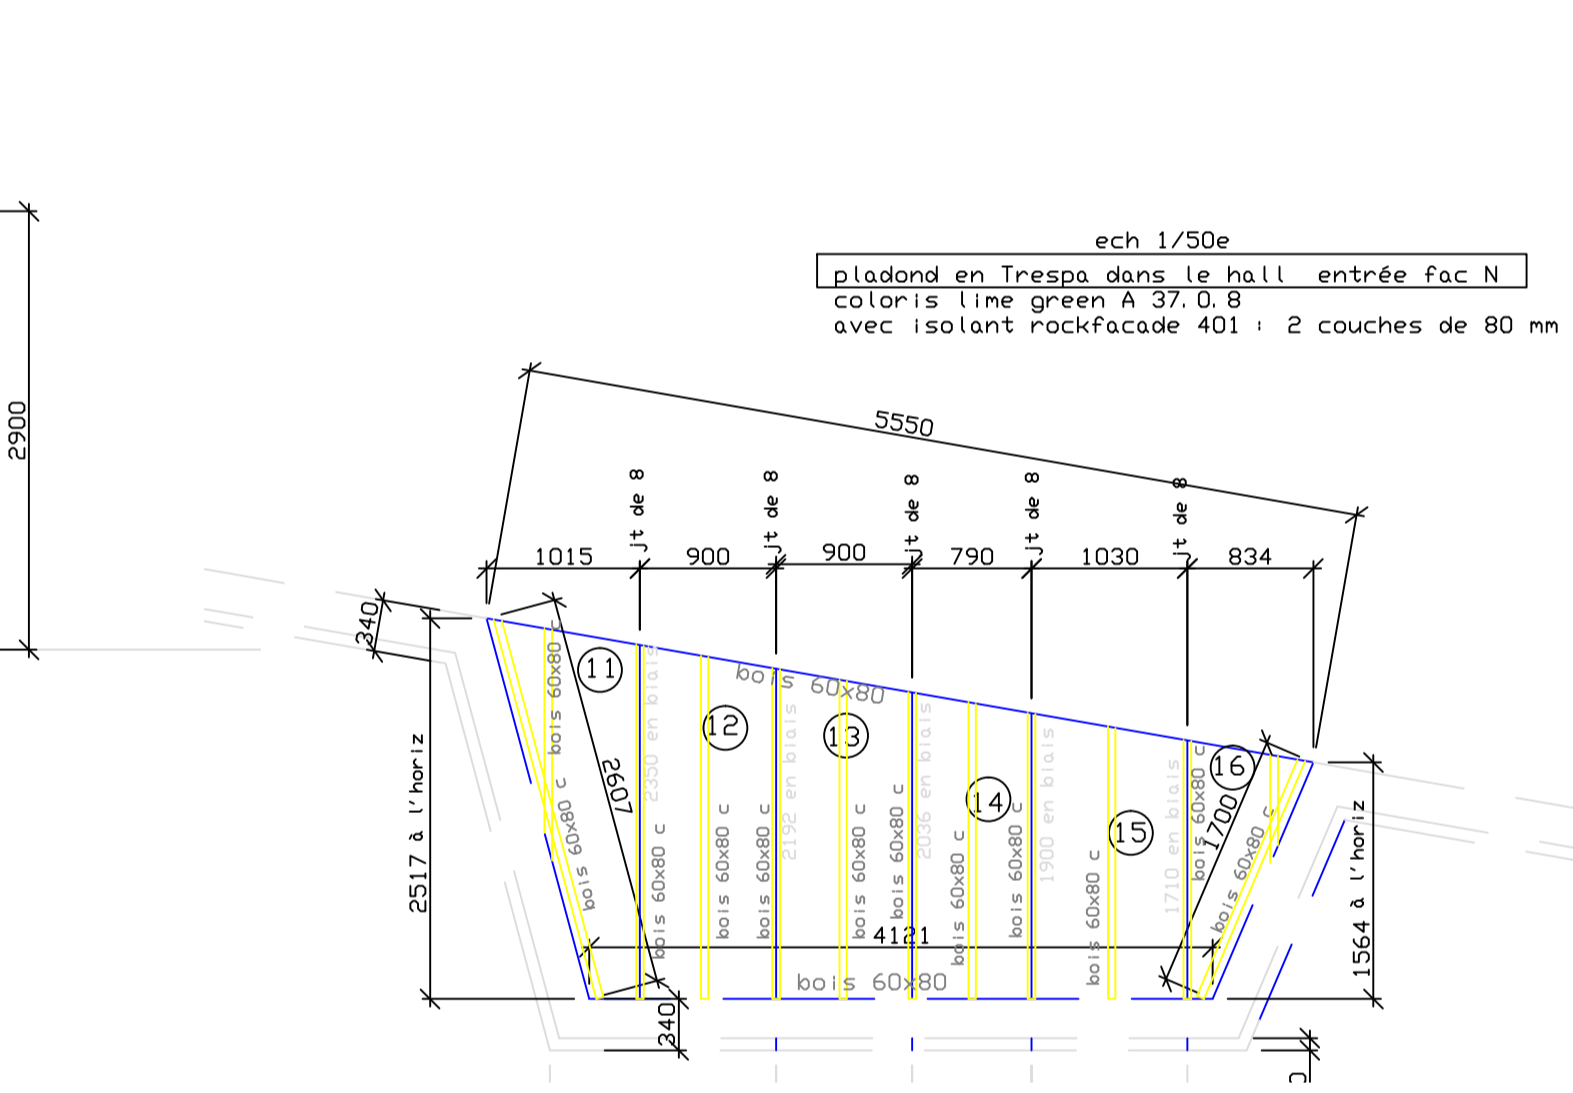 ech 1/50e
pladond en Trespa dans le hall entrée fac N
coloris lime green A 37.0.8
avec isolant rockfacade 401 : 2 couches de 80 mm
2900
5550
jt de 8
jt de 8
jt de 8
jt de 8
jt de 8
1015
900
900
790
1030
834
340
2517 à l'horiz
11
12
13
14
15
16
bois 60x80
bois 60x80 c
bois 60x80 c
2607
2350 en biais
2192 en biais
2036 en biais
1900 en biais
1710 en biais
bois 60x80 c
bois 60x80 c
bois 60x80 c
bois 60x80 c
bois 60x80 c
bois 60x80 c
bois 60x80 c
bois 60x80 c
bois 60x80 c
bois 60x80 c
1700
1564 à l'horiz
4121
bois 60x80
340